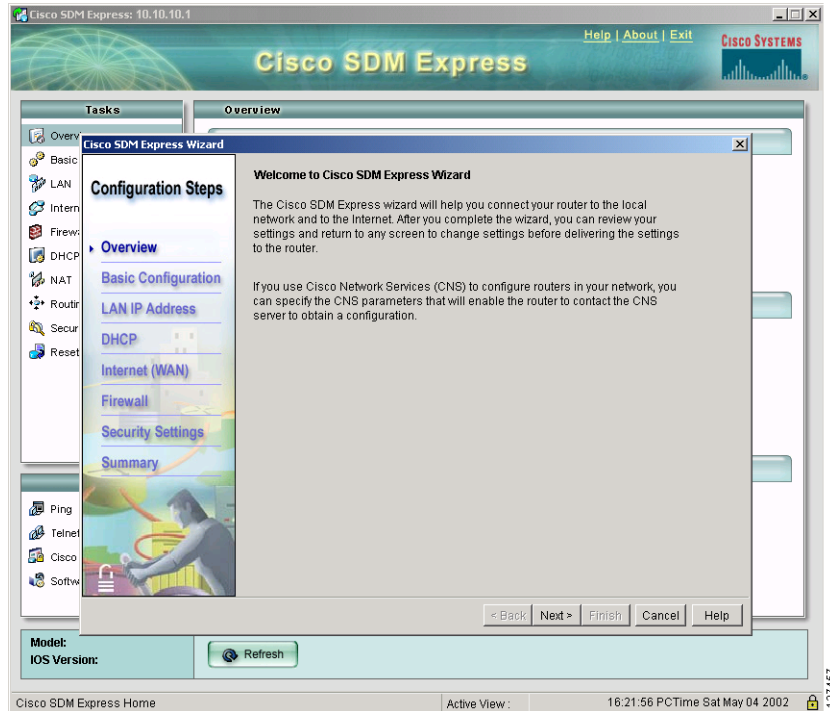 Cisco SDM Express: 10.10.10.1
Help | About | Exit
Cisco SDM Express
CISCO SYSTEMS
Tasks
Overview
Overv
Basic
LAN
Intern
Firew
DHCP
NAT
Routin
Secur
Reset
Ping
Telnet
Cisco
Softw
Cisco SDM Express Wizard
Configuration Steps
Overview
Basic Configuration
LAN IP Address
DHCP
Internet (WAN)
Firewall
Security Settings
Summary
Welcome to Cisco SDM Express Wizard
The Cisco SDM Express wizard will help you connect your router to the local
network and to the Internet. After you complete the wizard, you can review your
settings and return to any screen to change settings before delivering the settings
to the router.
If you use Cisco Network Services (CNS) to configure routers in your network, you
can specify the CNS parameters that will enable the router to contact the CNS
server to obtain a configuration.
< Back Next > Finish Cancel Help
Model:
IOS Version:
Refresh
Cisco SDM Express Home
Active View :
16:21:56 PCTime Sat May 04 2002